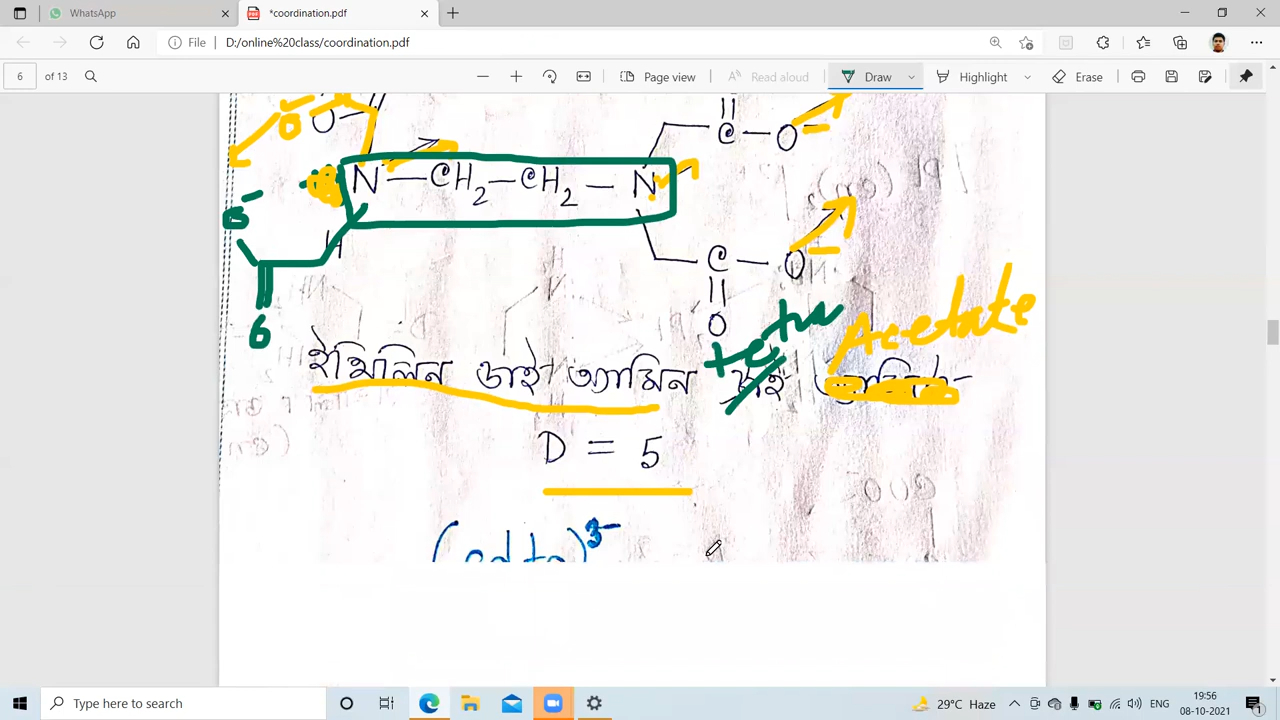 WhatsApp
*coordination.pdf
File D:/online%20class/coordination.pdf
6 of 13
Page view
Read aloud
Draw
Highlight
Erase
O O
C — O –
N — CH2 — CH2 — N
H
C — O –
O
6
tetra Acetate
ইথিলিন ডাই অ্যামিন
D = 5
(edta)3-
Type here to search
29°C Haze
ENG
19:56
08-10-2021
1